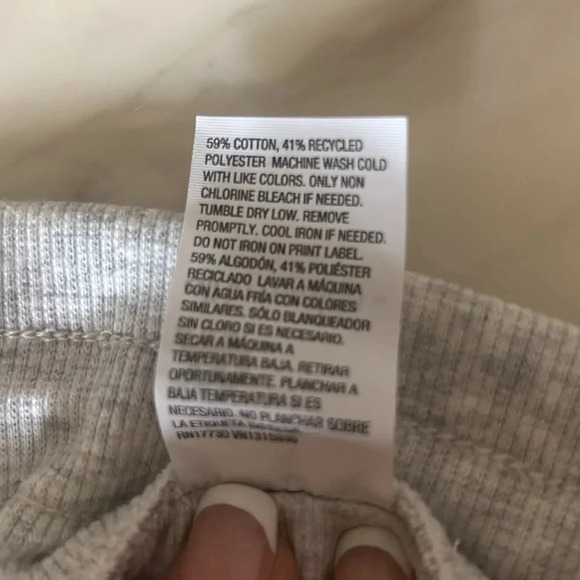 59% COTTON, 41% RECYCLED
POLYESTER MACHINE WASH COLD
WITH LIKE COLORS. ONLY NON
CHLORINE BLEACH IF NEEDED.
TUMBLE DRY LOW. REMOVE
PROMPTLY. COOL IRON IF NEEDED.
DO NOT IRON ON PRINT LABEL.
59% ALGODÓN, 41% POLIÉSTER
RECICLADO LAVAR A MÁQUINA
CON AGUA FRÍA CON COLORES
SIMILARES. SÓLO BLANQUEADOR
SIN CLORO SI ES NECESARIO.
SECAR A MÁQUINA A
TEMPERATURA BAJA. RETIRAR
OPORTUNAMENTE. PLANCHAR A
BAJA TEMPERATURA SI ES
NECESARIO. NO PLANCHAR SOBRE
LA ETIQUETA
RN17730